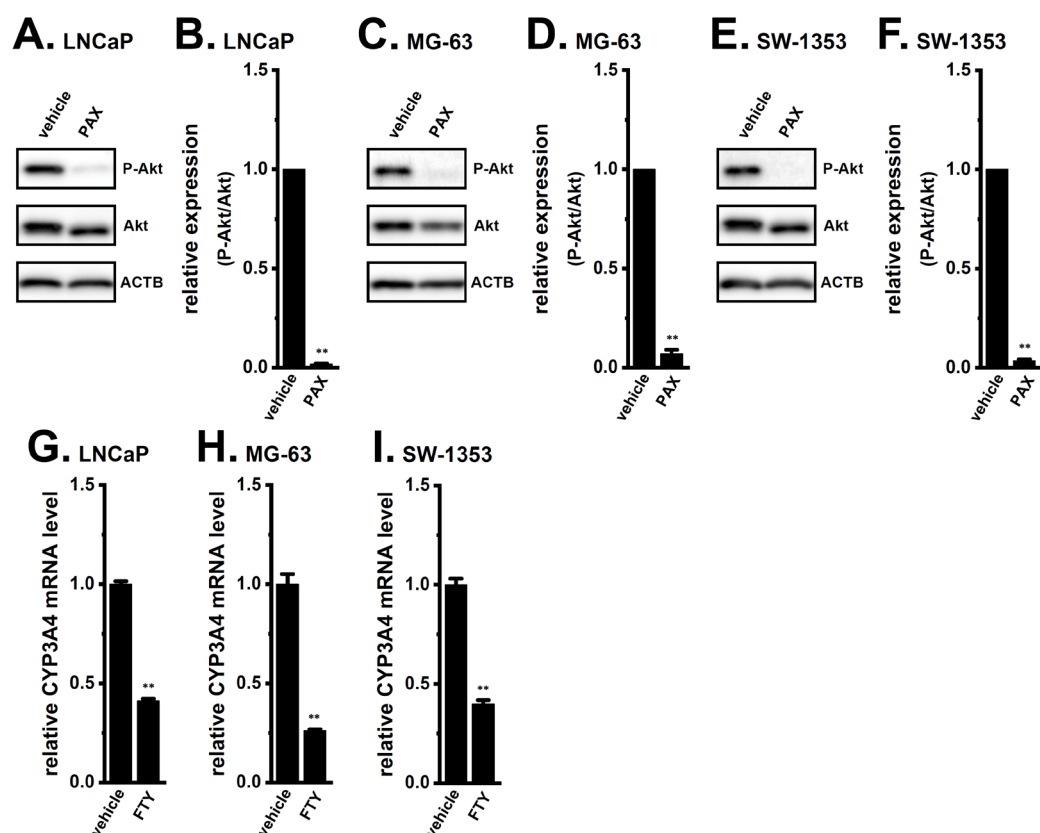 A. LNCaP
vehicle
PAX
P-Akt
Akt
ACTB
B. LNCaP
relative expression
(P-Akt/Akt)
1.5
1.0
0.5
0.0
**
vehicle
PAX
C. MG-63
vehicle
PAX
P-Akt
Akt
ACTB
D. MG-63
relative expression
(P-Akt/Akt)
1.5
1.0
0.5
0.0
**
vehicle
PAX
E. SW-1353
vehicle
PAX
P-Akt
Akt
ACTB
F. SW-1353
relative expression
(P-Akt/Akt)
1.5
1.0
0.5
0.0
**
vehicle
PAX
G. LNCaP
relative CYP3A4 mRNA level
1.5
1.0
0.5
0.0
**
vehicle
FTY
H. MG-63
relative CYP3A4 mRNA level
1.5
1.0
0.5
0.0
**
vehicle
FTY
I. SW-1353
relative CYP3A4 mRNA level
1.5
1.0
0.5
0.0
**
vehicle
FTY